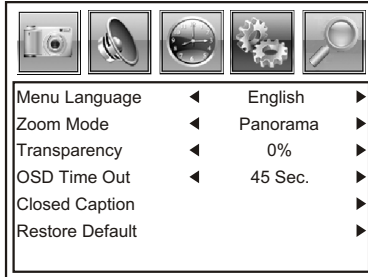 Menu Language ◀ English ▶
Zoom Mode ◀ Panorama ▶
Transparency ◀ 0% ▶
OSD Time Out ◀ 45 Sec. ▶
Closed Caption ▶
Restore Default ▶